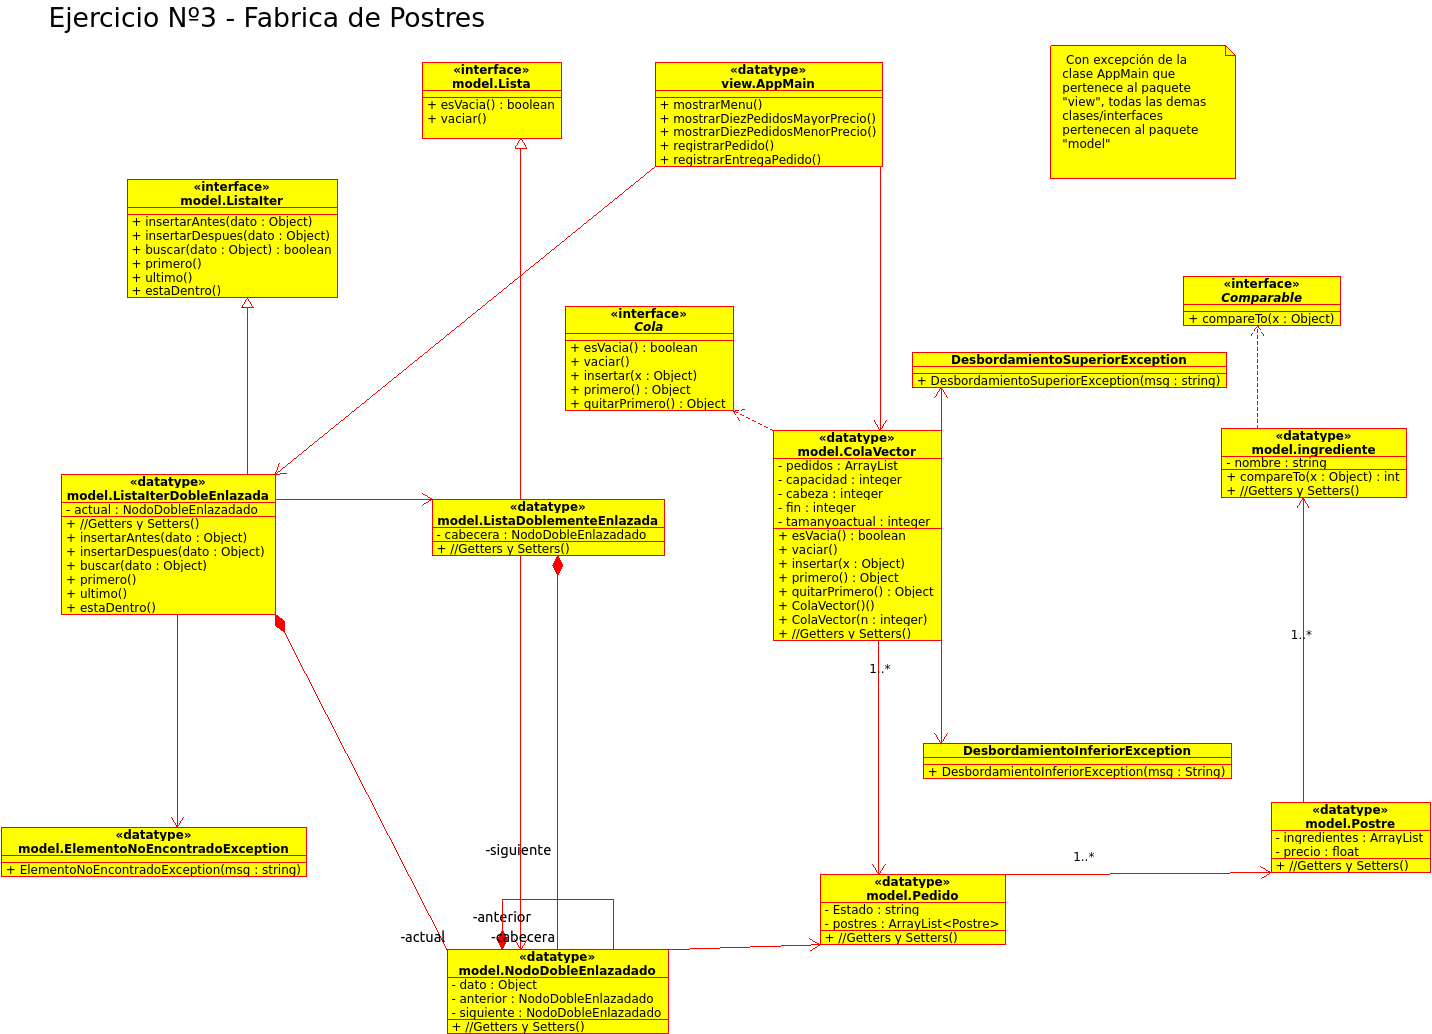 Ejercicio Nº3 - Fabrica de Postres
«interface»
model.Lista
+ esVacia() : boolean
+ vaciar()
«datatype»
view.AppMain
+ mostrarMenu()
+ mostrarDiezPedidosMayorPrecio()
+ mostrarDiezPedidosMenorPrecio()
+ registrarPedido()
+ registrarEntregaPedido()
Con excepción de la
clase AppMain que
pertenece al paquete
"view", todas las demas
clases/interfaces
pertenecen al paquete
"model"
«interface»
model.ListaIter
+ insertarAntes(dato : Object)
+ insertarDespues(dato : Object)
+ buscar(dato : Object) : boolean
+ primero()
+ ultimo()
+ estaDentro()
«interface»
Cola
+ esVacia() : boolean
+ vaciar()
+ insertar(x : Object)
+ primero() : Object
+ quitarPrimero() : Object
«interface»
Comparable
+ compareTo(x : Object)
DesbordamientoSuperiorException
+ DesbordamientoSuperiorException(msg : string)
«datatype»
model.ColaVector
- pedidos : ArrayList
- capacidad : integer
- cabeza : integer
- fin : integer
- tamanyoactual : integer
+ esVacia() : boolean
+ vaciar()
+ insertar(x : Object)
+ primero() : Object
+ quitarPrimero() : Object
+ ColaVector()()
+ ColaVector(n : integer)
+ //Getters y Setters()
«datatype»
model.ingrediente
- nombre : string
+ compareTo(x : Object) : int
+ //Getters y Setters()
«datatype»
model.ListaIterDobleEnlazada
- actual : NodoDobleEnlazadado
+ //Getters y Setters()
+ insertarAntes(dato : Object)
+ insertarDespues(dato : Object)
+ buscar(dato : Object)
+ primero()
+ ultimo()
+ estaDentro()
«datatype»
model.ListaDoblementeEnlazada
- cabecera : NodoDobleEnlazadado
+ //Getters y Setters()
1..*
1..*
DesbordamientoInferiorException
+ DesbordamientoInferiorException(msg : String)
«datatype»
model.Postre
- ingredientes : ArrayList
- precio : float
+ //Getters y Setters()
«datatype»
model.ElementoNoEncontradoException
+ ElementoNoEncontradoException(msg : string)
-siguiente
1..*
«datatype»
model.Pedido
- Estado : string
- postres : ArrayList<Postre>
+ //Getters y Setters()
-anterior
-actual
-cabecera
«datatype»
model.NodoDobleEnlazadado
- dato : Object
- anterior : NodoDobleEnlazadado
- siguiente : NodoDobleEnlazadado
+ //Getters y Setters()